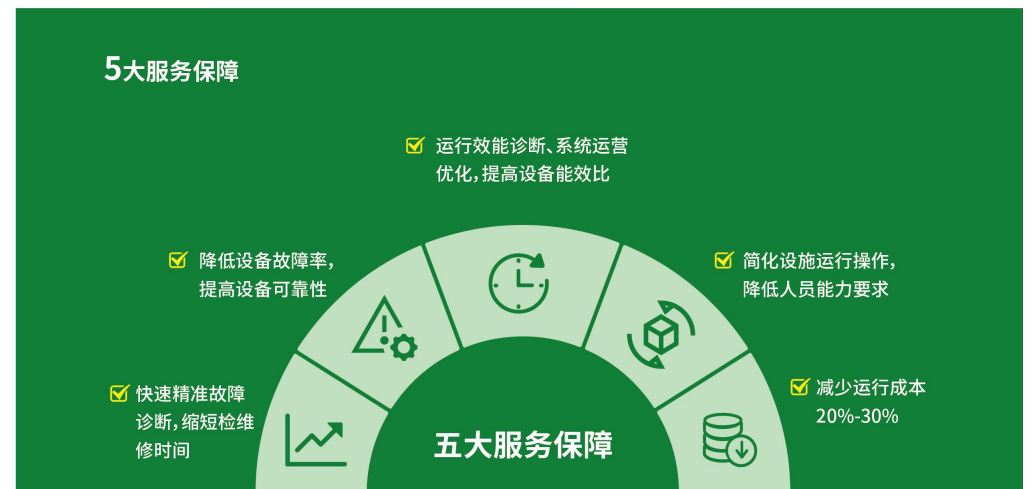 5大服务保障
运行效能诊断、系统运营
优化，提高设备能效比
降低设备故障率，
提高设备可靠性
简化设施运行操作，
降低人员能力要求
快速精准故障
诊断，缩短检维
修时间
减少运行成本
20%-30%
五大服务保障